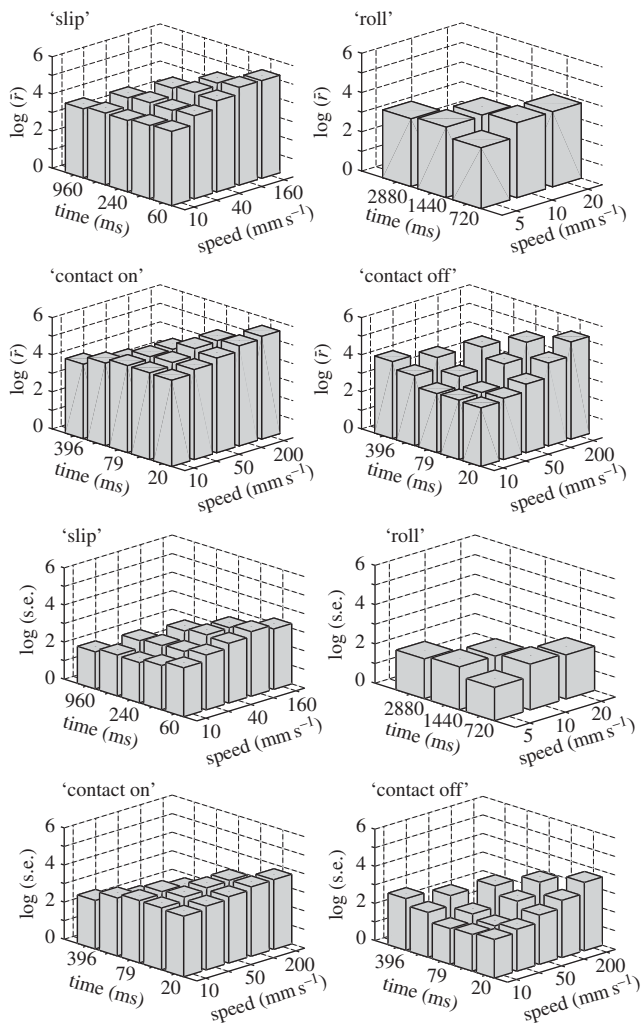 ‘slip’
6
4
2
0
log (r̄)
960
240
60
time (ms)
10
40
160
speed (mm s⁻¹)
‘roll’
6
4
2
0
log (r̄)
2880
1440
720
time (ms)
5
10
20
speed (mm s⁻¹)
‘contact on’
6
4
2
0
log (r̄)
396
79
20
time (ms)
10
50
200
speed (mm s⁻¹)
‘contact off’
6
4
2
0
log (r̄)
396
79
20
time (ms)
10
50
200
speed (mm s⁻¹)
‘slip’
6
4
2
0
log (s.e.)
960
240
60
time (ms)
10
40
160
speed (mm s⁻¹)
‘roll’
6
4
2
0
log (s.e.)
2880
1440
720
time (ms)
5
10
20
speed (mm s⁻¹)
‘contact on’
6
4
2
0
log (s.e.)
396
79
20
time (ms)
10
50
200
speed (mm s⁻¹)
‘contact off’
6
4
2
0
log (s.e.)
396
79
20
time (ms)
10
50
200
speed (mm s⁻¹)